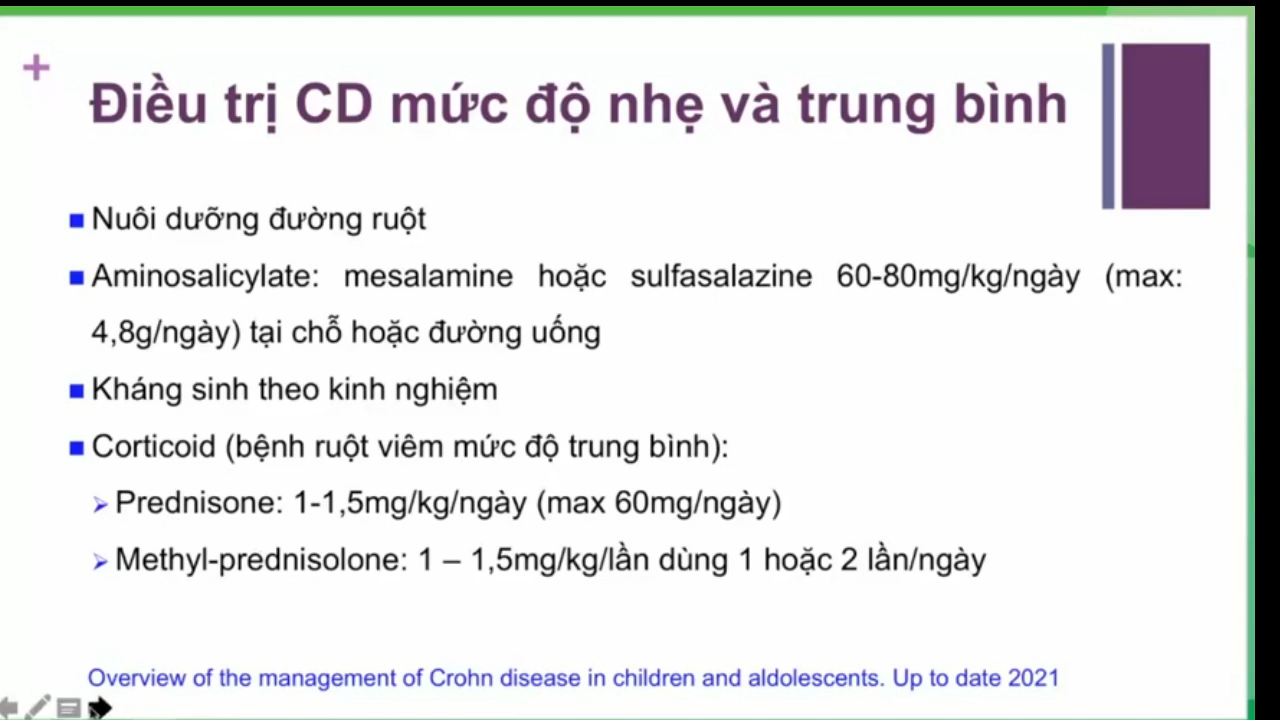 Điều trị CD mức độ nhẹ và trung bình
Nuôi dưỡng đường ruột
Aminosalicylate: mesalamine hoặc sulfasalazine 60-80mg/kg/ngày (max:
4,8g/ngày) tại chỗ hoặc đường uống
Kháng sinh theo kinh nghiệm
Corticoid (bệnh ruột viêm mức độ trung bình):
Prednisone: 1-1,5mg/kg/ngày (max 60mg/ngày)
Methyl-prednisolone: 1 – 1,5mg/kg/lần dùng 1 hoặc 2 lần/ngày
Overview of the management of Crohn disease in children and aldolescents. Up to date 2021